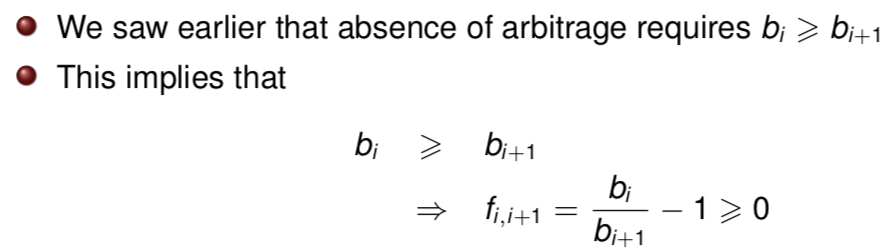 We saw earlier that absence of arbitrage requires b_i ⩾ b_{i+1}
This implies that
b_i ⩾ b_{i+1}
⇒ f_{i,i+1} = \frac{b_i}{b_{i+1}} − 1 ⩾ 0